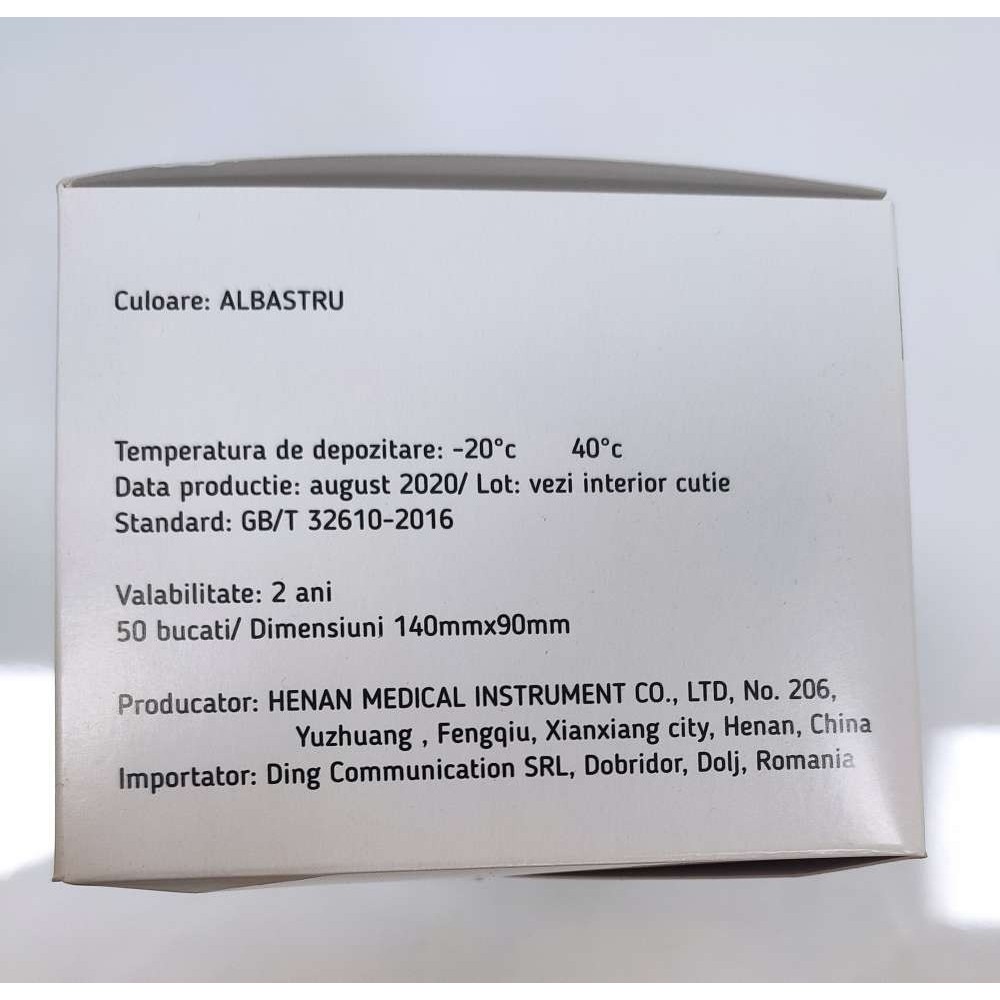 Culoare: ALBASTRU
Temperatura de depozitare: -20°c 40°c
Data productie: august 2020/ Lot: vezi interior cutie
Standard: GB/T 32610-2016
Valabilitate: 2 ani
50 bucati/ Dimensiuni 140mmx90mm
Producator: HENAN MEDICAL INSTRUMENT CO., LTD, No. 206,
Yuzhuang , Fengqiu, Xianxiang city, Henan, China
Importator: Ding Communication SRL, Dobridor, Dolj, Romania